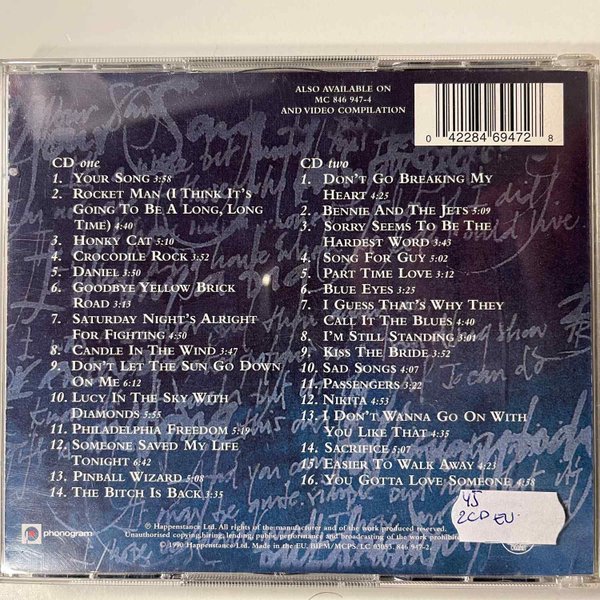 ALSO AVAILABLE ON
MC 846 947-4
AND VIDEO COMPILATION
0 42284 69472 8
CD one
1. YOUR SONG 3:58
2. ROCKET MAN (I THINK IT'S
GOING TO BE A LONG, LONG
TIME) 4:40
3. HONKY CAT 5:10
4. CROCODILE ROCK 3:52
5. DANIEL 3:50
6. GOODBYE YELLOW BRICK
ROAD 3:13
7. SATURDAY NIGHT'S ALRIGHT
FOR FIGHTING 4:50
8. CANDLE IN THE WIND 3:47
9. DON'T LET THE SUN GO DOWN
ON ME 6:12
10. LUCY IN THE SKY WITH
DIAMONDS 5:55
11. PHILADELPHIA FREEDOM 5:19
12. SOMEONE SAVED MY LIFE
TONIGHT 6:42
13. PINBALL WIZARD 5:08
14. THE BITCH IS BACK 3:35
CD two
1. DON'T GO BREAKING MY
HEART 4:25
2. BENNIE AND THE JETS 5:09
3. SORRY SEEMS TO BE THE
HARDEST WORD 3:43
4. SONG FOR GUY 5:02
5. PART TIME LOVE 3:12
6. BLUE EYES 3:25
7. I GUESS THAT'S WHY THEY
CALL IT THE BLUES 4:40
8. I'M STILL STANDING 3:01
9. KISS THE BRIDE 3:52
10. SAD SONGS 4:07
11. PASSENGERS 3:22
12. NIKITA 4:53
13. I DON'T WANNA GO ON WITH
YOU LIKE THAT 4:35
14. SACRIFICE 5:07
15. EASIER TO WALK AWAY 4:23
16. YOU GOTTA LOVE SOMEONE 4:58
45
2CD EU.
phonogram
℗ Happenstance Ltd. All rights of the manufacturer and of the work produced reserved.
Unauthorised copying, hiring, lending, public performance and broadcasting of the work prohibited
© 1990 Happenstance Ltd. Made in the EU. BIEM/MCPS/ LC 03053. 846 947-2.